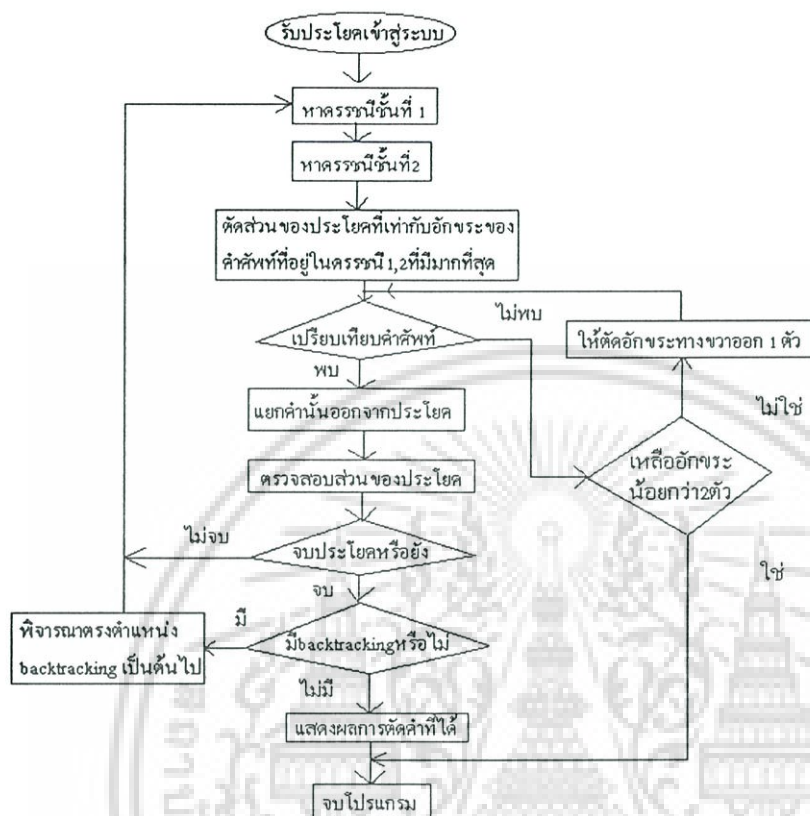 รับประโยคเข้าสู่ระบบ
หาดรรชนีชั้นที่ 1
หาดรรชนีชั้นที่2
ตัดส่วนของประโยคที่เท่ากับอักขระของ
คำศัพท์ที่อยู่ในดรรชนี 1,2ที่มีมากที่สุด
ไม่พบ
เปรียบเทียบคำศัพท์
ให้ตัดอักขระทางขวาออก 1 ตัว
พบ
แยกคำนั้นออกจากประโยค
ไม่ใช่
เหลืออักขระ
น้อยกว่า2ตัว
ตรวจสอบส่วนของประโยค
ไม่จบ
จบประโยคหรือยัง
ใช่
จบ
มี
พิจารณาตรงตำแหน่ง
backtracking เป็นต้นไป
มีbacktrackingหรือไม่
ไม่มี
แสดงผลการตัดคำที่ได้
จบโปรแกรม